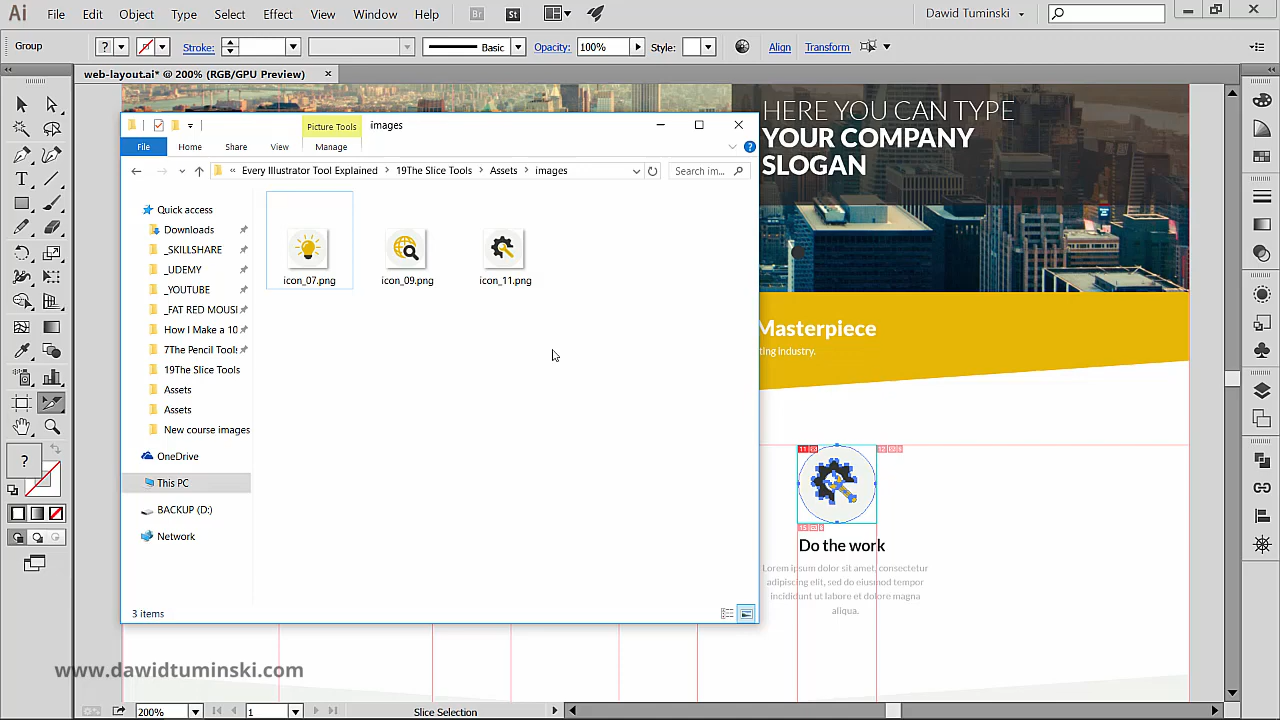 Ai File Edit Object Type Select Effect View Window Help Br St Dawid Tuminski
Group ? Stroke: Basic Opacity: 100% Style: Align Transform
web-layout.ai* @ 200% (RGB/GPU Preview) ×
HERE YOU CAN TYPE
YOUR COMPANY
SLOGAN
Picture Tools images
File Home Share View Manage
« Every Illustrator Tool Explained › 19The Slice Tools › Assets › images Search im...
Quick access
Downloads
_SKILLSHARE
_UDEMY
_YOUTUBE
_FAT RED MOUSI
How I Make a 10
7The Pencil Tools
19The Slice Tools
Assets
Assets
New course images
OneDrive
This PC
BACKUP (D:)
Network
icon_07.png icon_09.png icon_11.png
3 items
Masterpiece
ting industry.
Do the work
Lorem ipsum dolor sit amet, consectetur
adipiscing elit, sed do eiusmod tempor
incididunt ut labore et dolore magna
aliqua.
www.dawidtuminski.com
200% 1 Slice Selection